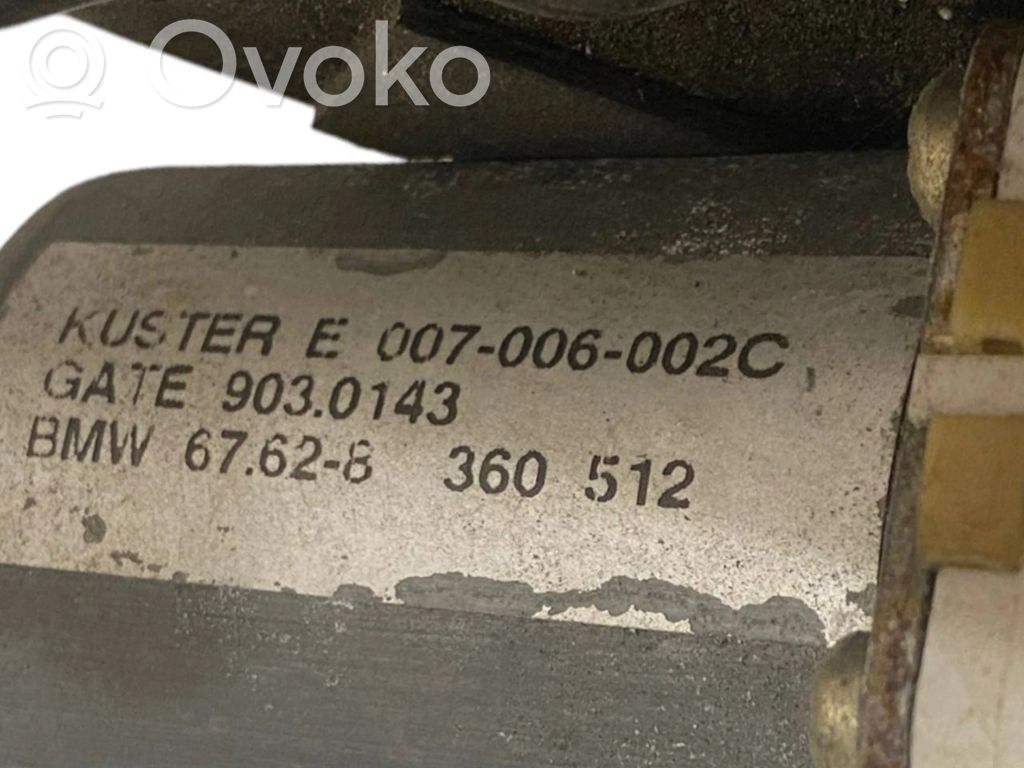 Ovoko
KUSTER E 007-006-002C
GATE 903.0143
BMW 67.62-8 360 512